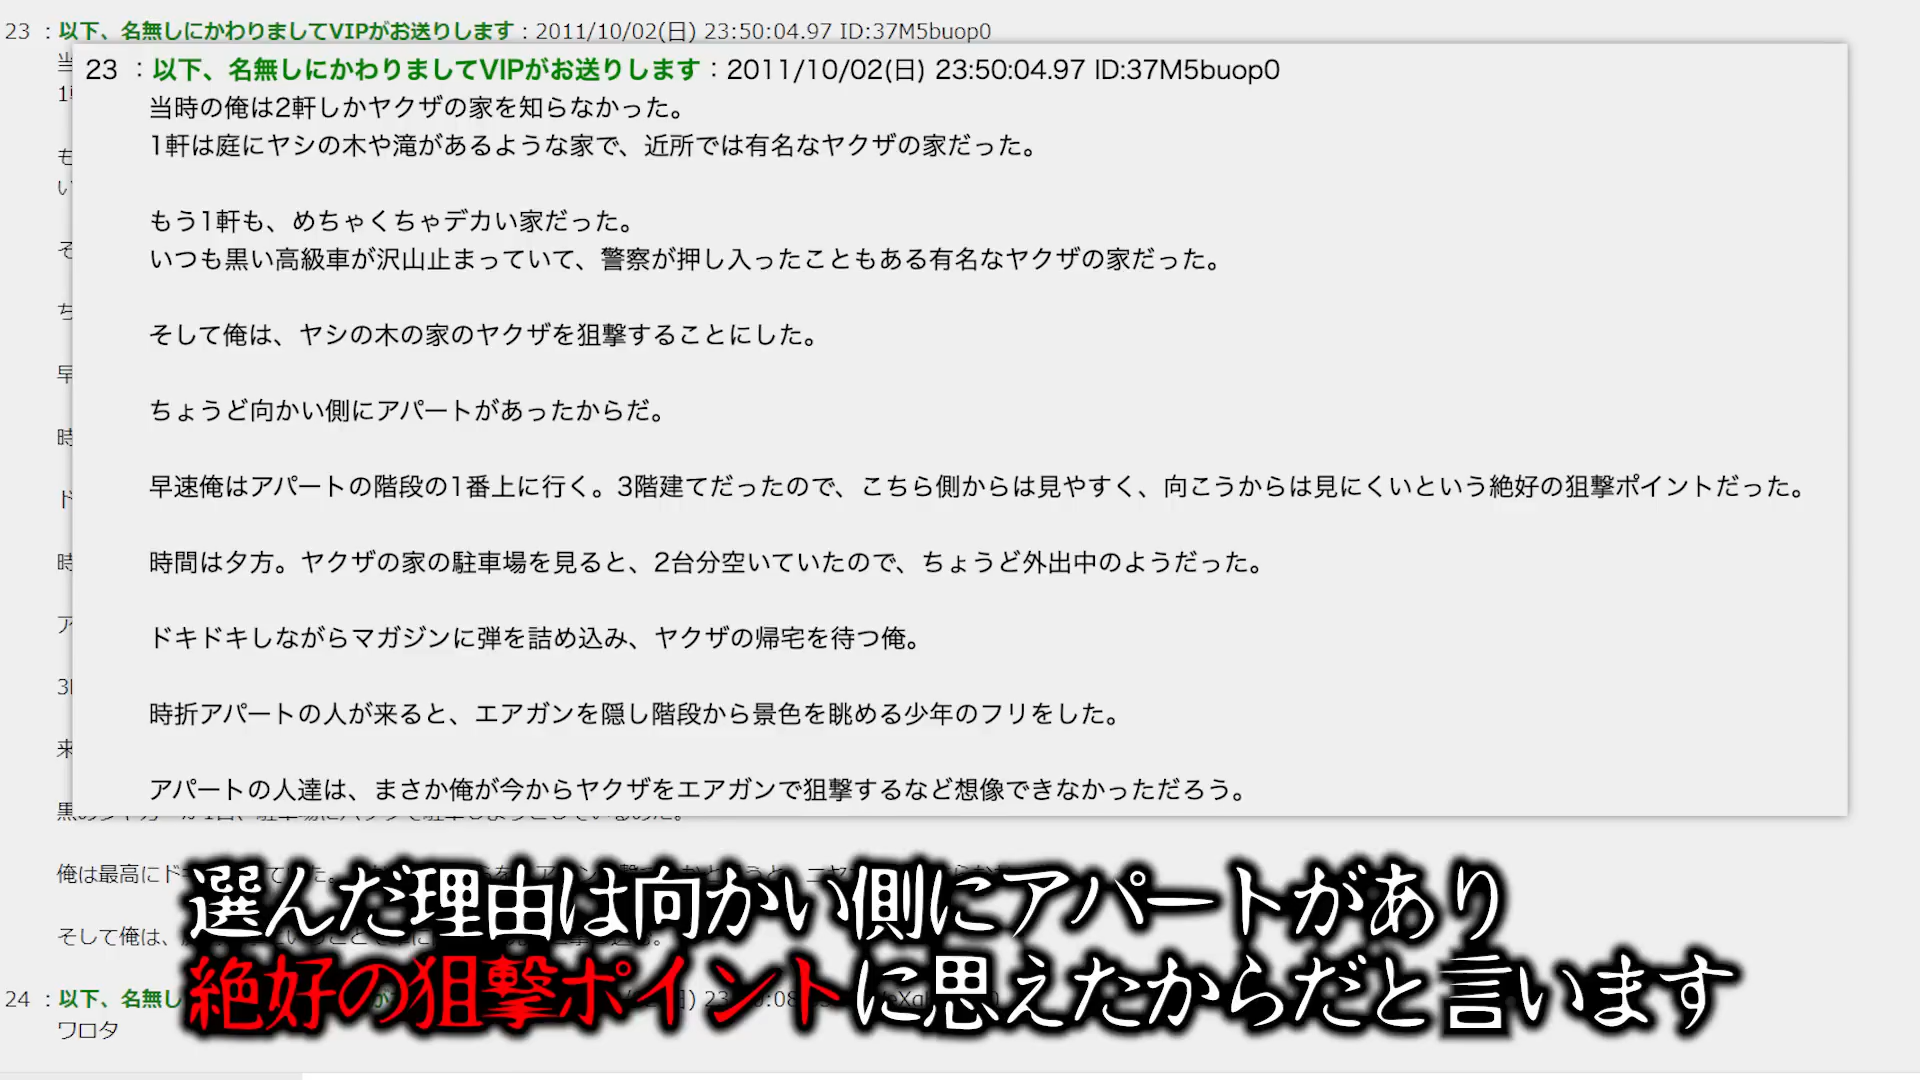 23 ：以下、名無しにかわりましてVIPがお送りします：2011/10/02(日) 23:50:04.97 ID:37M5buop0
23 ：以下、名無しにかわりましてVIPがお送りします：2011/10/02(日) 23:50:04.97 ID:37M5buop0
当時の俺は2軒しかヤクザの家を知らなかった。
1軒は庭にヤシの木や滝があるような家で、近所では有名なヤクザの家だった。
もう1軒も、めちゃくちゃデカい家だった。
いつも黒い高級車が沢山止まっていて、警察が押し入ったこともある有名なヤクザの家だった。
そして俺は、ヤシの木の家のヤクザを狙撃することにした。
ちょうど向かい側にアパートがあったからだ。
早速俺はアパートの階段の1番上に行く。3階建てだったので、こちら側からは見やすく、向こうからは見にくいという絶好の狙撃ポイントだった。
時間は夕方。ヤクザの家の駐車場を見ると、2台分空いていたので、ちょうど外出中のようだった。
ドキドキしながらマガジンに弾を詰め込み、ヤクザの帰宅を待つ俺。
時折アパートの人が来ると、エアガンを隠し階段から景色を眺める少年のフリをした。
アパートの人達は、まさか俺が今からヤクザをエアガンで狙撃するなど想像できなかっただろう。
俺は最高にド
選んだ理由は向かい側にアパートがあり
そして俺は、
絶好の狙撃ポイントに思えたからだと言います
24 ：以下、名無し
ワロタ